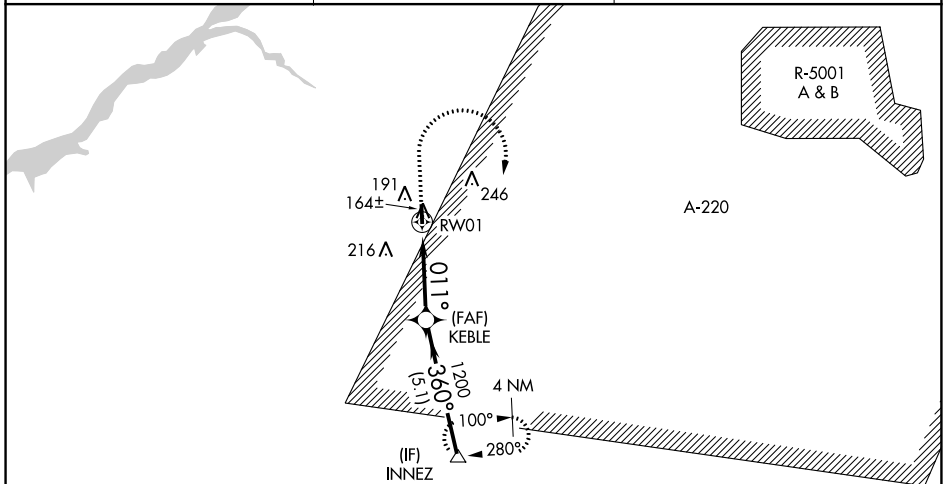 R-5001
A & B
191
164±
246
A-220
RW01
216
011°
(FAF)
KEBLE
1200
360°
(5.1)
4 NM
100°
280°
(IF)
INNEZ